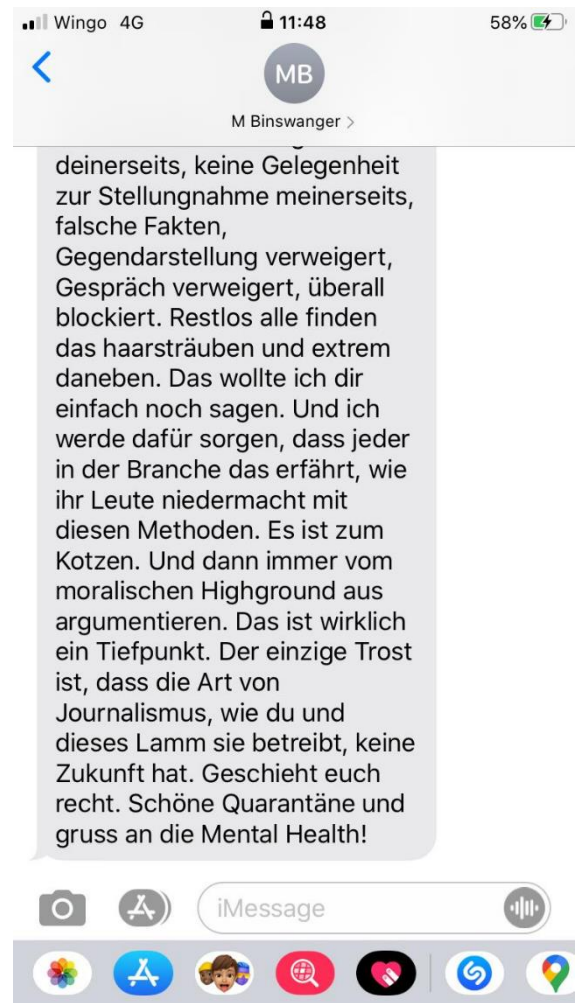 Wingo 4G 11:48 58%
MB
M Binswanger
deinerseits, keine Gelegenheit
zur Stellungnahme meinerseits,
falsche Fakten,
Gegendarstellung verweigert,
Gespräch verweigert, überall
blockiert. Restlos alle finden
das haarsträuben und extrem
daneben. Das wollte ich dir
einfach noch sagen. Und ich
werde dafür sorgen, dass jeder
in der Branche das erfährt, wie
ihr Leute niedermacht mit
diesen Methoden. Es ist zum
Kotzen. Und dann immer vom
moralischen Highground aus
argumentieren. Das ist wirklich
ein Tiefpunkt. Der einzige Trost
ist, dass die Art von
Journalismus, wie du und
dieses Lamm sie betreibt, keine
Zukunft hat. Geschieht euch
recht. Schöne Quarantäne und
gruss an die Mental Health!
iMessage